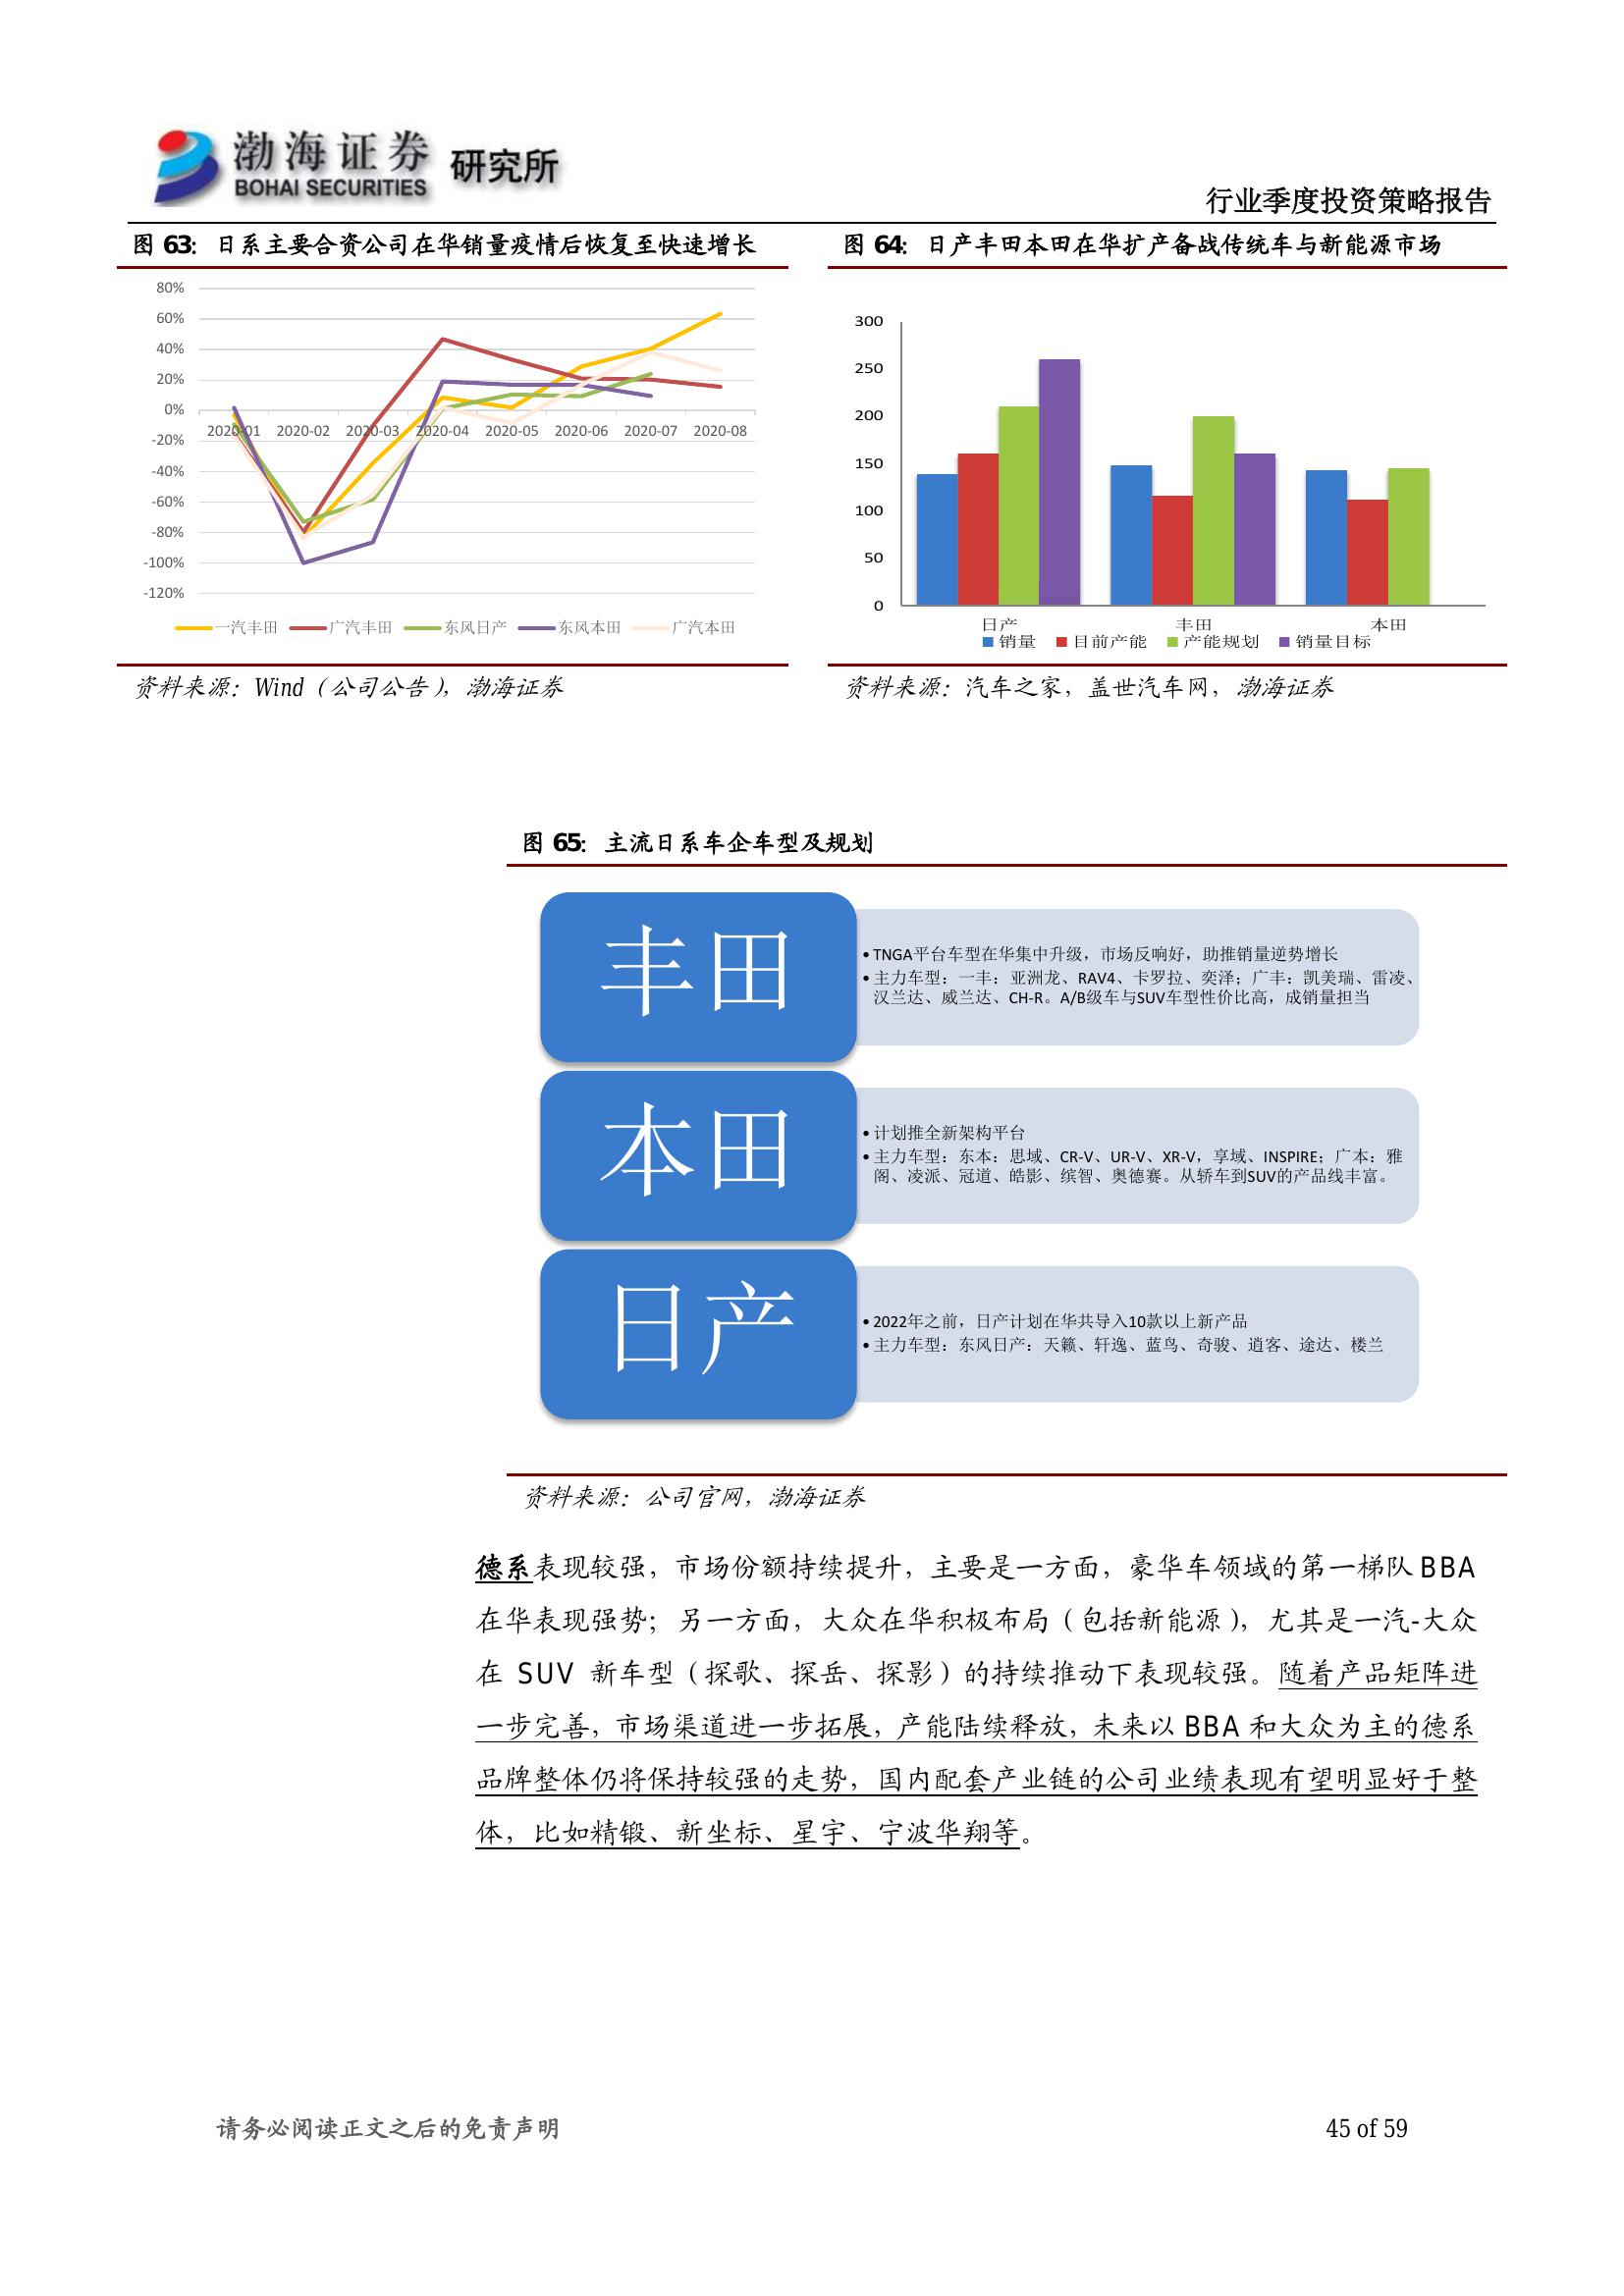 渤海证券 研究所
BOHAI SECURITIES
行业季度投资策略报告
图 63：日系主要合资公司在华销量疫情后恢复至快速增长
80%
60%
40%
20%
0%
-20%
-40%
-60%
-80%
-100%
-120%
2020-01 2020-02 2020-03 2020-04 2020-05 2020-06 2020-07 2020-08
一汽丰田 广汽丰田 东风日产 东风本田 广汽本田
资料来源：Wind（公司公告），渤海证券
图 64：日产丰田本田在华扩产备战传统车与新能源市场
300
250
200
150
100
50
0
日产 丰田 本田
销量 目前产能 产能规划 销量目标
资料来源：汽车之家，盖世汽车网，渤海证券
图 65：主流日系车企车型及规划
丰田
•TNGA平台车型在华集中升级，市场反响好，助推销量逆势增长
•主力车型：一丰：亚洲龙、RAV4、卡罗拉、奕泽；广丰：凯美瑞、雷凌、
汉兰达、威兰达、CH-R。A/B级车与SUV车型性价比高，成销量担当
本田
•计划推全新架构平台
•主力车型：东本：思域、CR-V、UR-V、XR-V，享域、INSPIRE；广本：雅
阁、凌派、冠道、皓影、缤智、奥德赛。从轿车到SUV的产品线丰富。
日产
•2022年之前，日产计划在华共导入10款以上新产品
•主力车型：东风日产：天籁、轩逸、蓝鸟、奇骏、逍客、途达、楼兰
资料来源：公司官网，渤海证券
德系表现较强，市场份额持续提升，主要是一方面，豪华车领域的第一梯队 BBA
在华表现强势；另一方面，大众在华积极布局（包括新能源），尤其是一汽-大众
在 SUV 新车型（探歌、探岳、探影）的持续推动下表现较强。随着产品矩阵进
一步完善，市场渠道进一步拓展，产能陆续释放，未来以 BBA 和大众为主的德系
品牌整体仍将保持较强的走势，国内配套产业链的公司业绩表现有望明显好于整
体，比如精锻、新坐标、星宇、宁波华翔等。
请务必阅读正文之后的免责声明
45 of 59